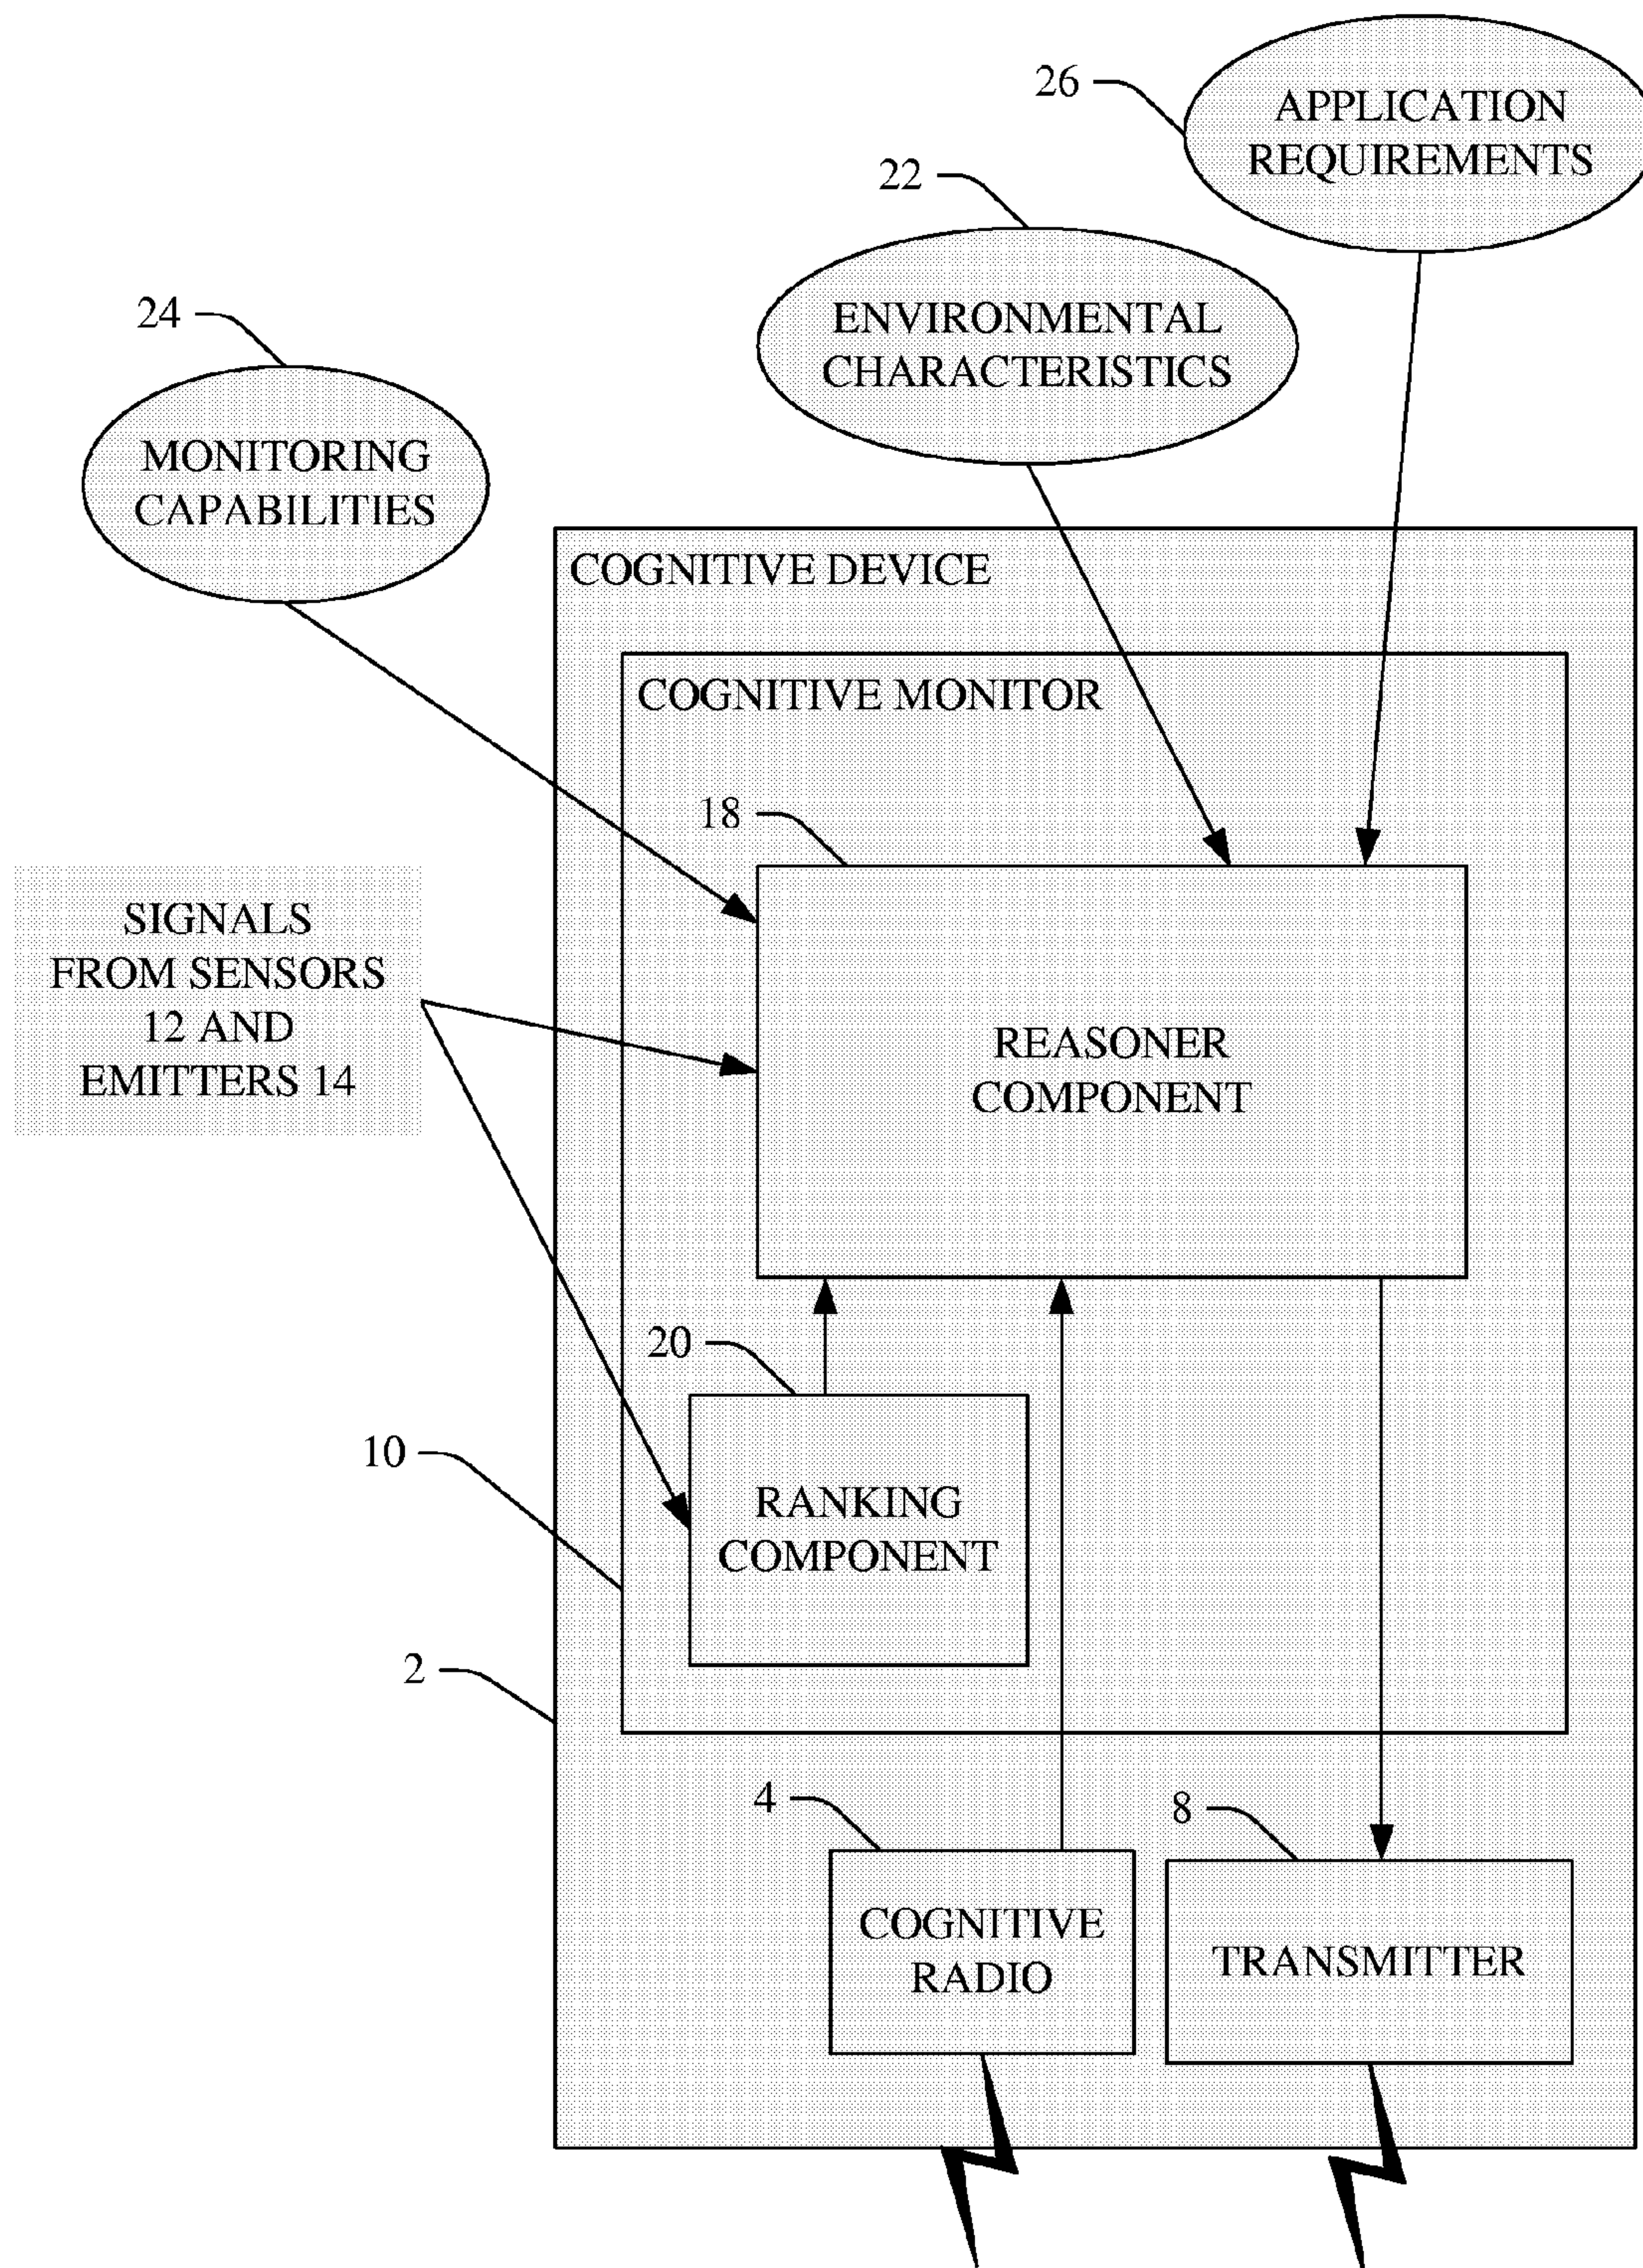 26
APPLICATION
REQUIREMENTS
22
ENVIRONMENTAL
CHARACTERISTICS
24
MONITORING
CAPABILITIES
COGNITIVE DEVICE
COGNITIVE MONITOR
18
SIGNALS
FROM SENSORS
12 AND
EMITTERS 14
REASONER
COMPONENT
20
10
RANKING
COMPONENT
2
4
8
COGNITIVE
RADIO
TRANSMITTER